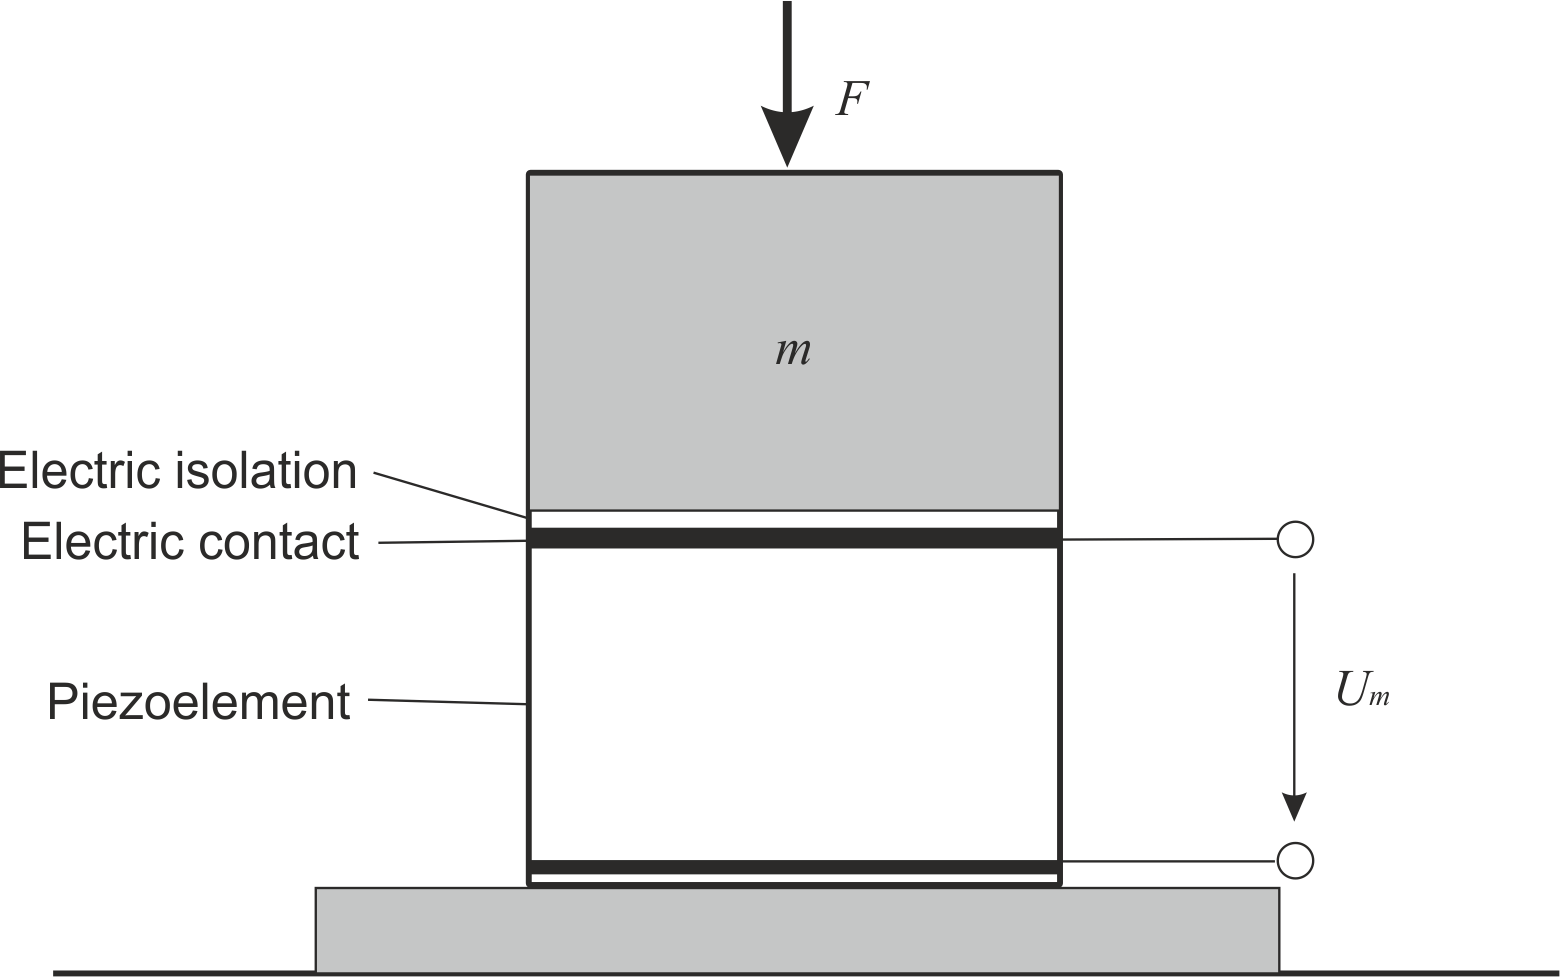 F
m
Electric isolation
Electric contact
Piezoelement
Um